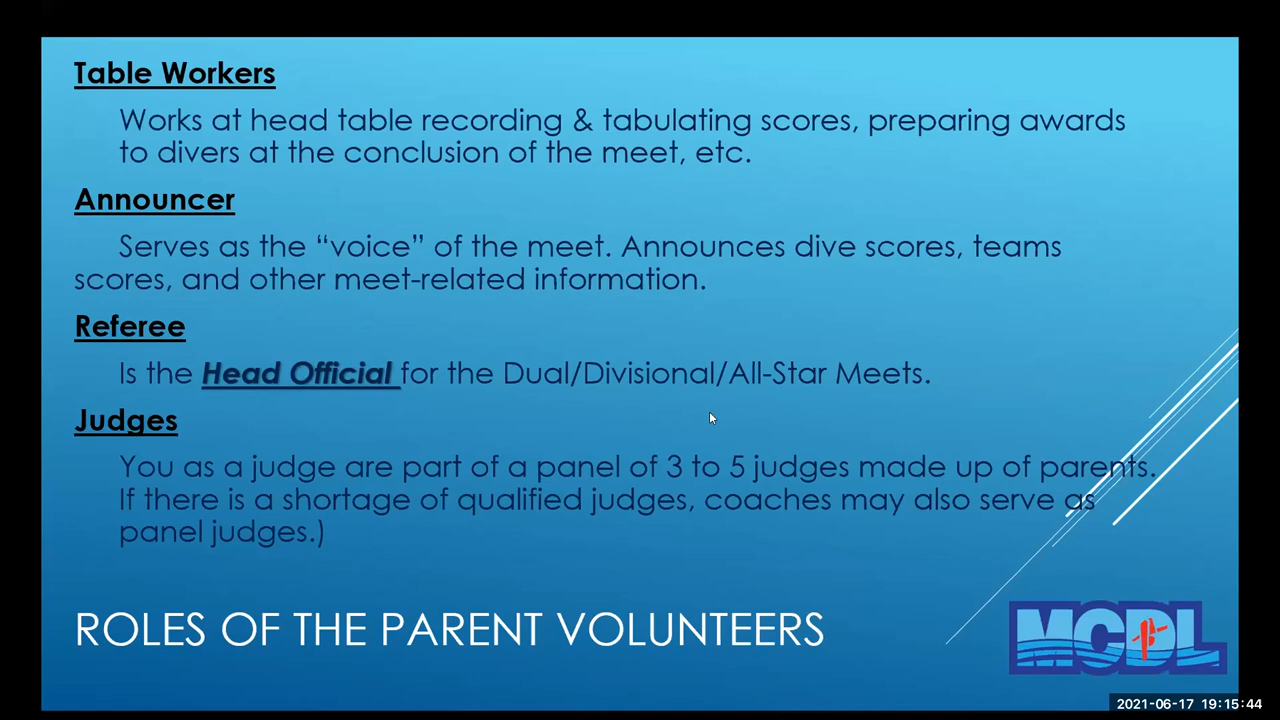 Table Workers
Works at head table recording & tabulating scores, preparing awards
to divers at the conclusion of the meet, etc.
Announcer
Serves as the “voice” of the meet. Announces dive scores, teams
scores, and other meet-related information.
Referee
Is the Head Official for the Dual/Divisional/All-Star Meets.
Judges
You as a judge are part of a panel of 3 to 5 judges made up of parents.
If there is a shortage of qualified judges, coaches may also serve as
panel judges.)
ROLES OF THE PARENT VOLUNTEERS
MCDL
2021-06-17 19:15:44